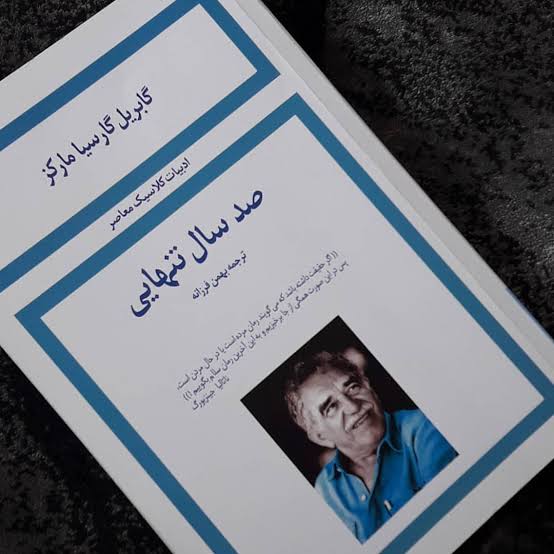 گابریل گارسیا مارکز
ادبیات کلاسیک معاصر
صد سال تنهایی
ترجمه بهمن فرزانه
((اگر حقیقت داشته باشد که می گویند رمان مرده است یا در حال مردن است،
پس در این صورت همگی از جا برخیزیم و به این آخرین رمان سلام بگوییم!))
ناتالیا جینزبورگ